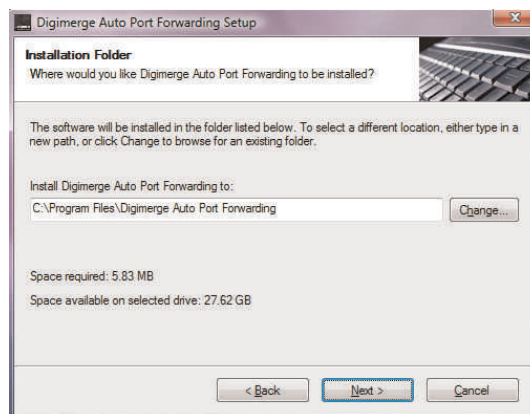 Digimerge Auto Port Forwarding Setup
Installation Folder
Where would you like Digimerge Auto Port Forwarding to be installed?
The software will be installed in the folder listed below. To select a different location, either type in a
new path, or click Change to browse for an existing folder.
Install Digimerge Auto Port Forwarding to:
C:\Program Files\Digimerge Auto Port Forwarding
Change...
Space required: 5.83 MB
Space available on selected drive: 27.62 GB
< Back Next > Cancel